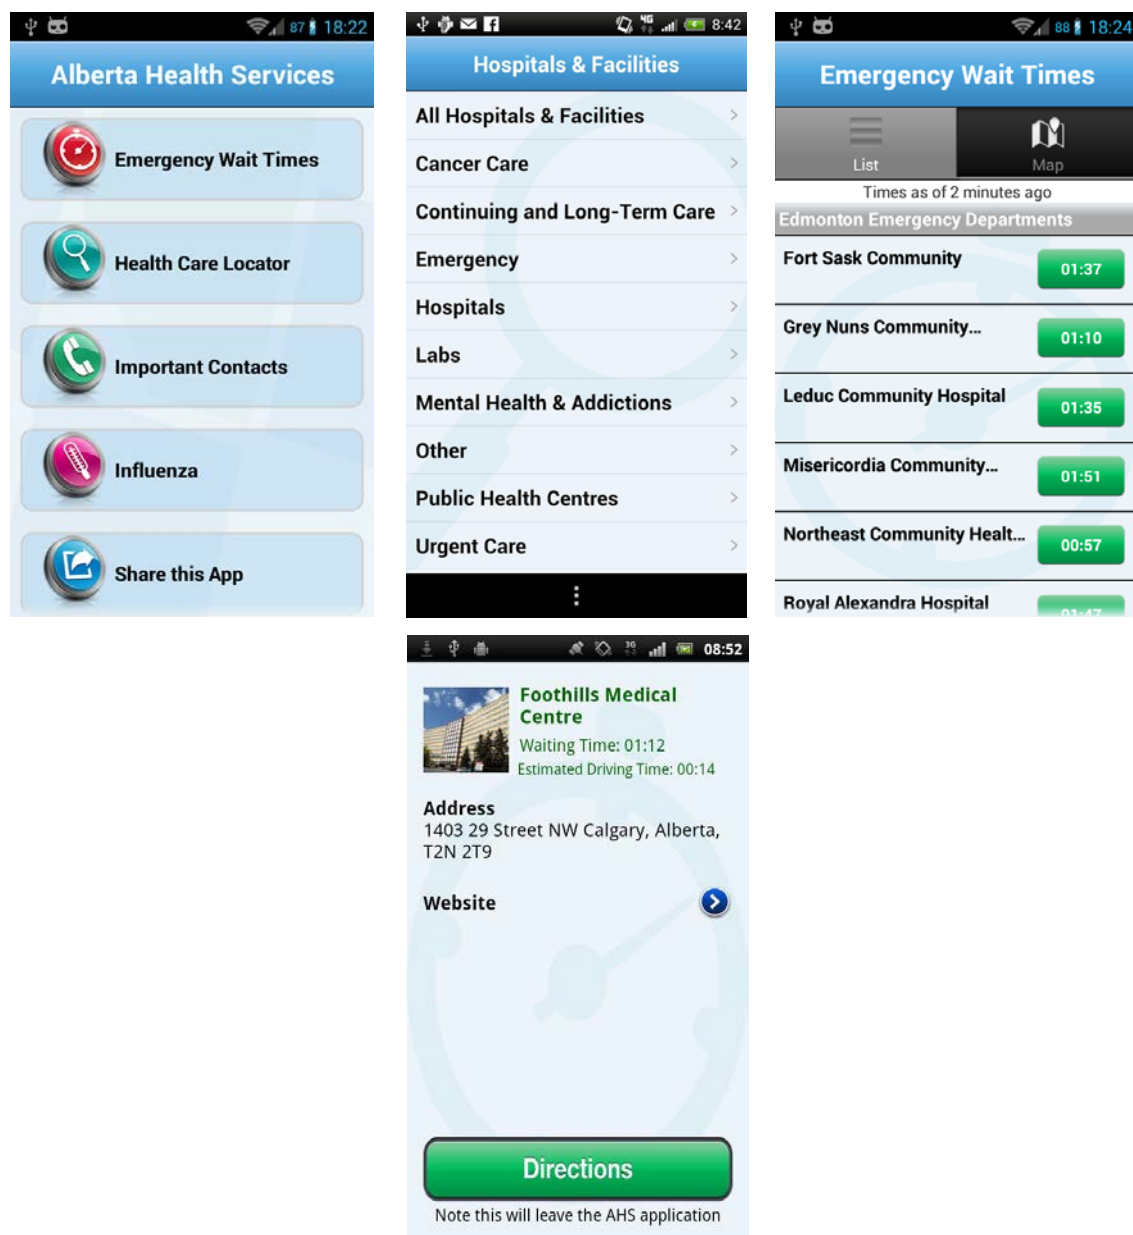 87 18:22
Alberta Health Services
Emergency Wait Times
Health Care Locator
Important Contacts
Influenza
Share this App
4G 8:42
Hospitals & Facilities
All Hospitals & Facilities
Cancer Care
Continuing and Long-Term Care
Emergency
Hospitals
Labs
Mental Health & Addictions
Other
Public Health Centres
Urgent Care
88 18:24
Emergency Wait Times
List Map
Times as of 2 minutes ago
Edmonton Emergency Departments
Fort Sask Community 01:37
Grey Nuns Community... 01:10
Leduc Community Hospital 01:35
Misericordia Community... 01:51
Northeast Community Healt... 00:57
Royal Alexandra Hospital 01:47
3G 08:52
Foothills Medical
Centre
Waiting Time: 01:12
Estimated Driving Time: 00:14
Address
1403 29 Street NW Calgary, Alberta,
T2N 2T9
Website
Directions
Note this will leave the AHS application